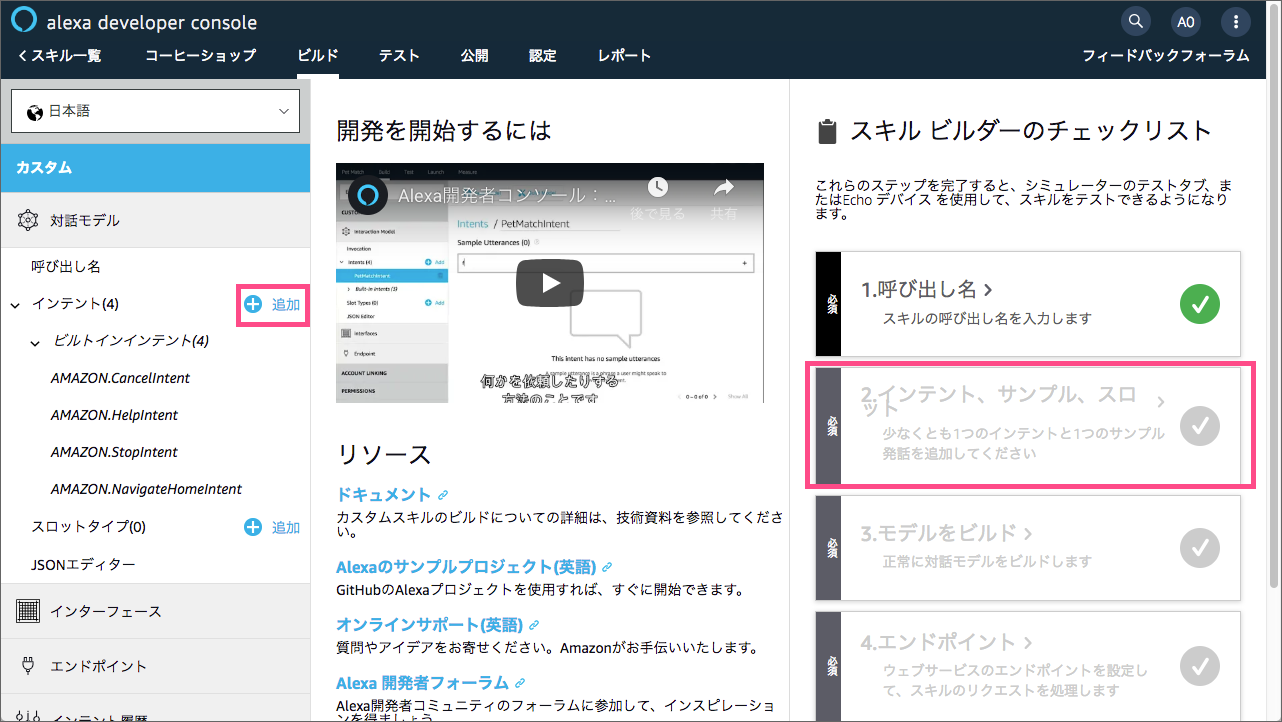 alexa developer console
AO
スキル一覧
コーヒーショップ
ビルド
テスト
公開
認定
レポート
フィードバックフォーラム
日本語
カスタム
対話モデル
呼び出し名
インテント(4)
追加
ビルトインインテント(4)
AMAZON.CancelIntent
AMAZON.HelpIntent
AMAZON.StopIntent
AMAZON.NavigateHomeIntent
スロットタイプ(0)
追加
JSONエディター
インターフェース
エンドポイント
インテント履歴
開発を開始するには
Alexa開発者コンソール：...
後で見る
共有
Pet Match
Build
Test
Launch
Measure
Interaction Model
Invocation
Intents (4)
Add
PetMatchIntent
Built-in Intents (3)
Slot Types (0)
Add
JSON Editor
Interfaces
Endpoint
ACCOUNT LINKING
PERMISSIONS
Intents / PetMatchIntent
Sample Utterances (0)
This intent has no sample utterances
何かを依頼したりする
方法のことです
0 – 0 of 0
Show All
リソース
ドキュメント
カスタムスキルのビルドについての詳細は、技術資料を参照してくださ
い。
Alexaのサンプルプロジェクト(英語)
GitHubのAlexaプロジェクトを使用すれば、すぐに開始できます。
オンラインサポート(英語)
質問やアイデアをお寄せください。Amazonがお手伝いいたします。
Alexa 開発者フォーラム
Alexa開発者コミュニティのフォーラムに参加して、インスピレーショ
ンを得ましょう
スキル ビルダーのチェックリスト
これらのステップを完了すると、シミュレーターのテストタブ、ま
たはEcho デバイス を使用して、スキルをテストできるようになり
ます。
必須
1.呼び出し名
スキルの呼び出し名を入力します
必須
2.インテント、サンプル、スロ
ット
少なくとも1つのインテントと1つのサンプル
発話を追加してください
必須
3.モデルをビルド
正常に対話モデルをビルドします
必須
4.エンドポイント
ウェブサービスのエンドポイントを設定し
て、スキルのリクエストを処理します